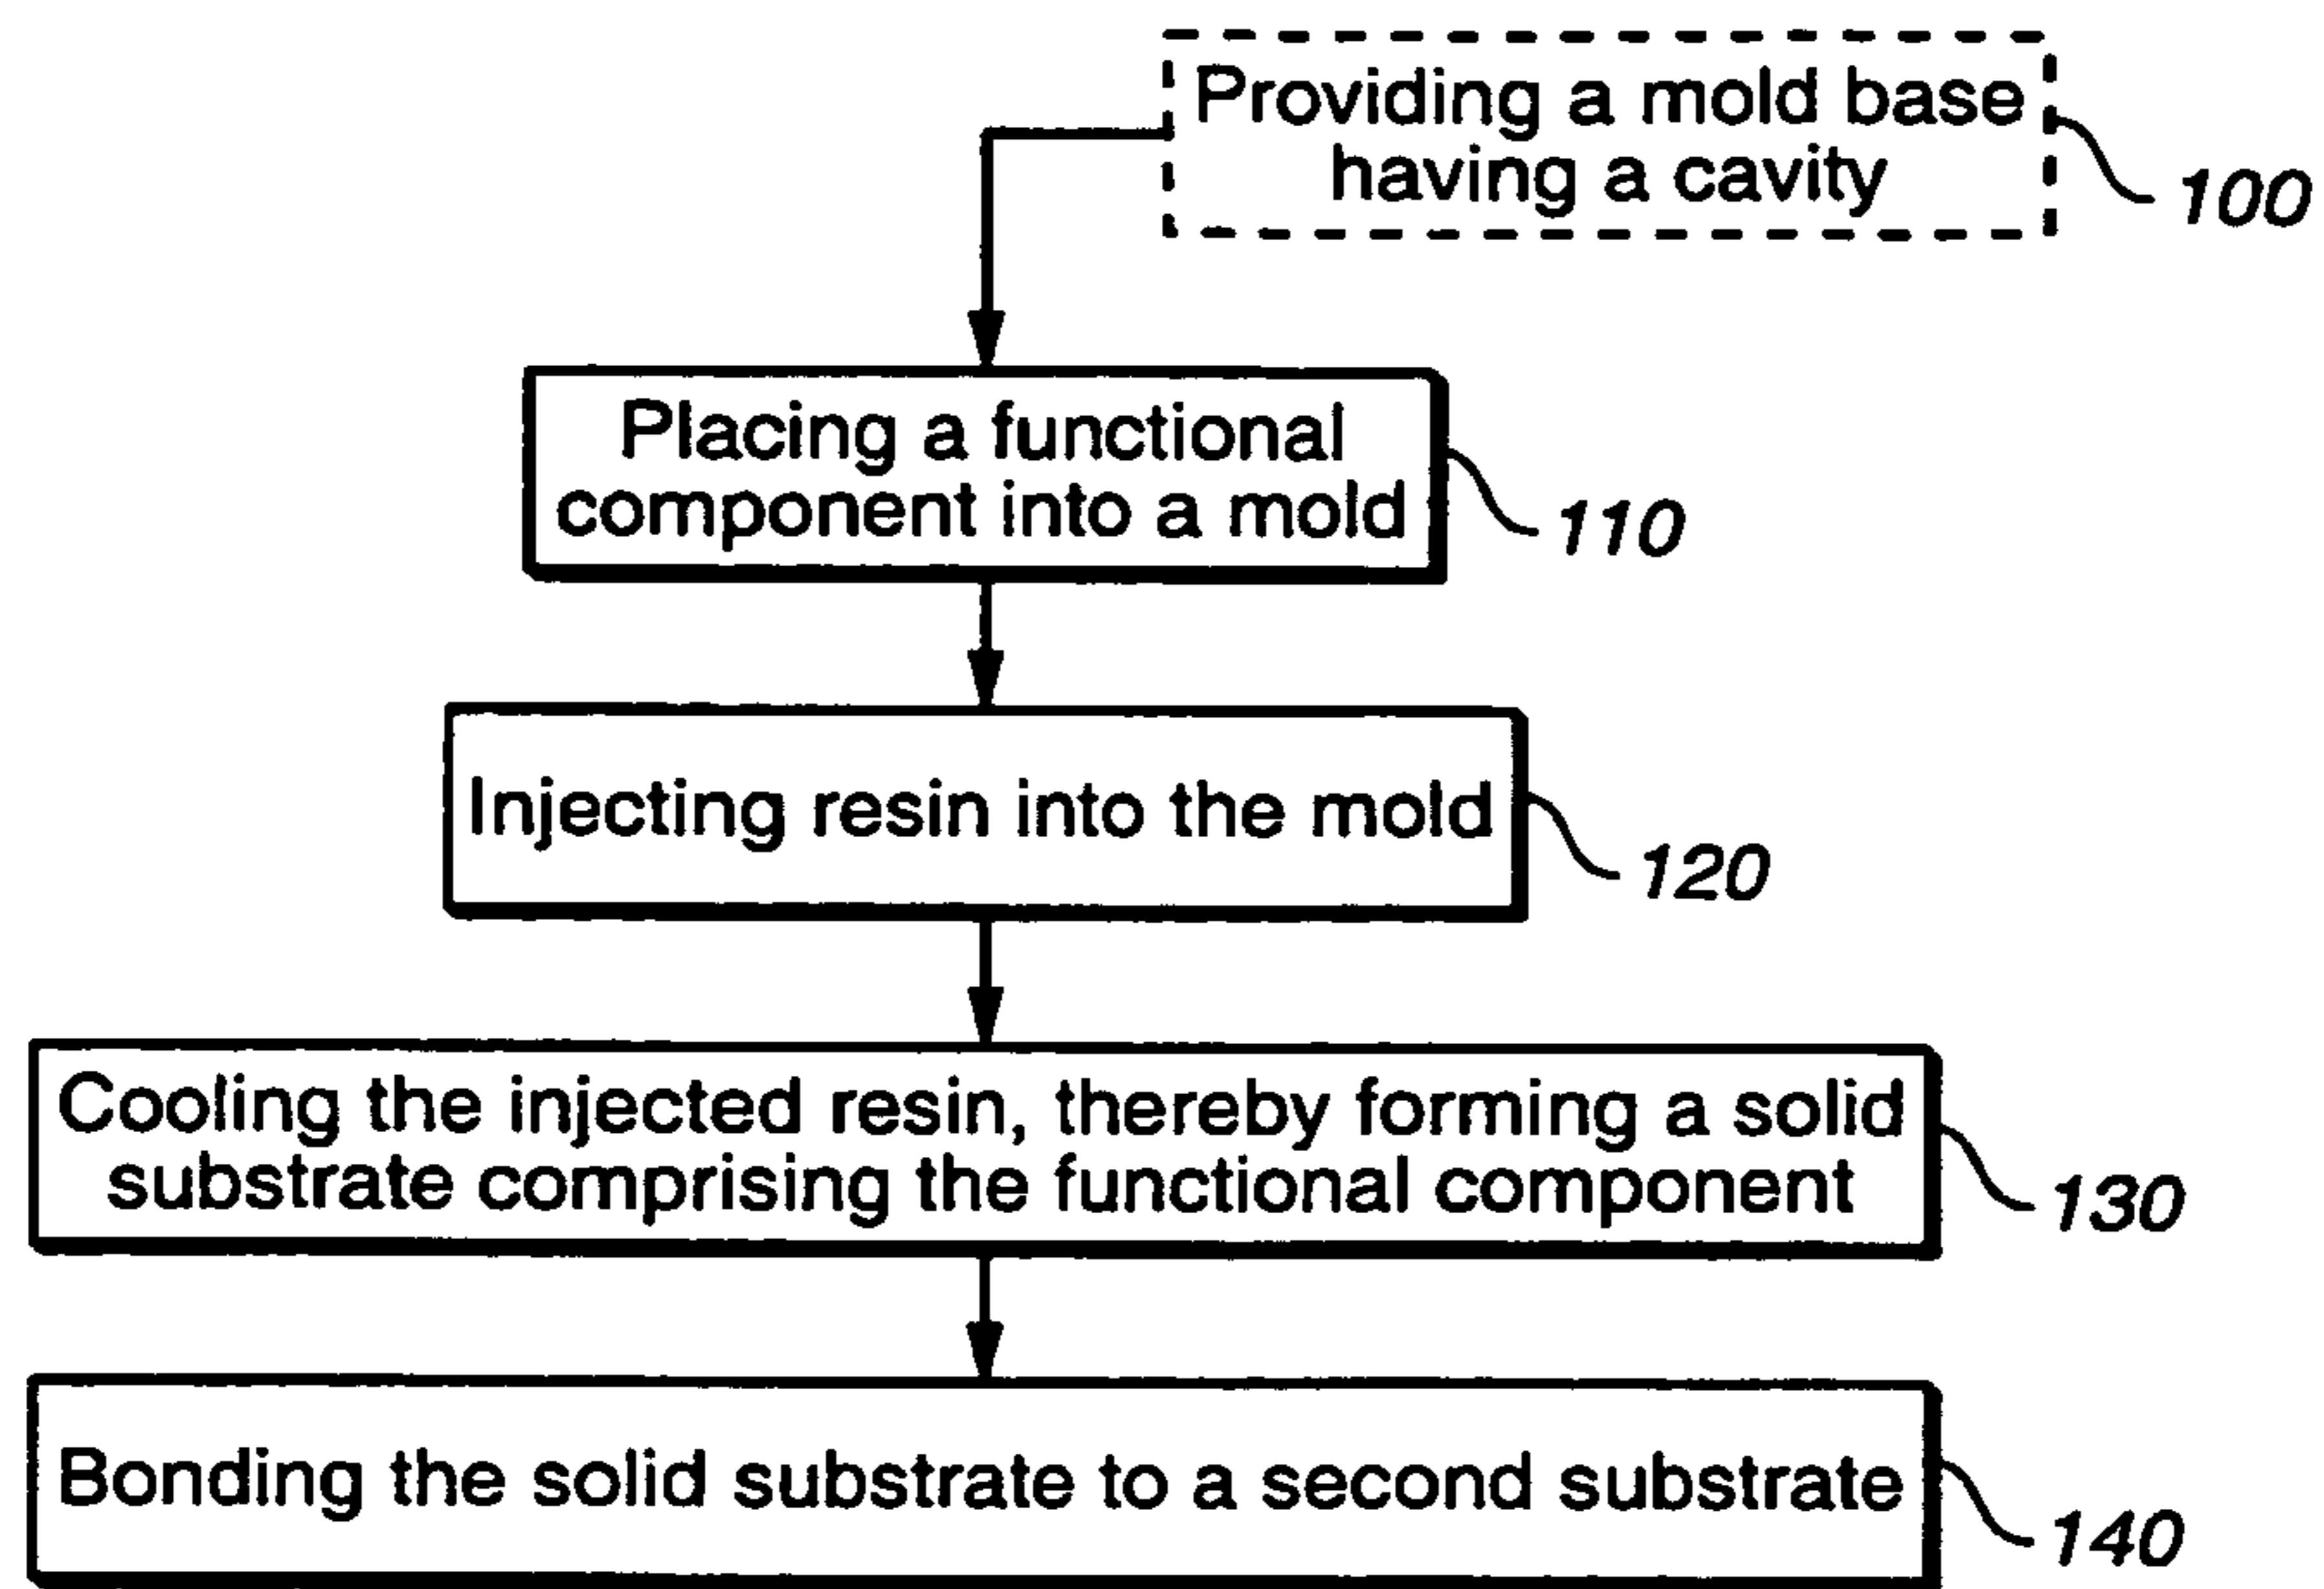 Providing a mold base
having a cavity
100
Placing a functional
component into a mold
110
Injecting resin into the mold
120
Cooling the injected resin, thereby forming a solid
substrate comprising the functional component
130
Bonding the solid substrate to a second substrate
140